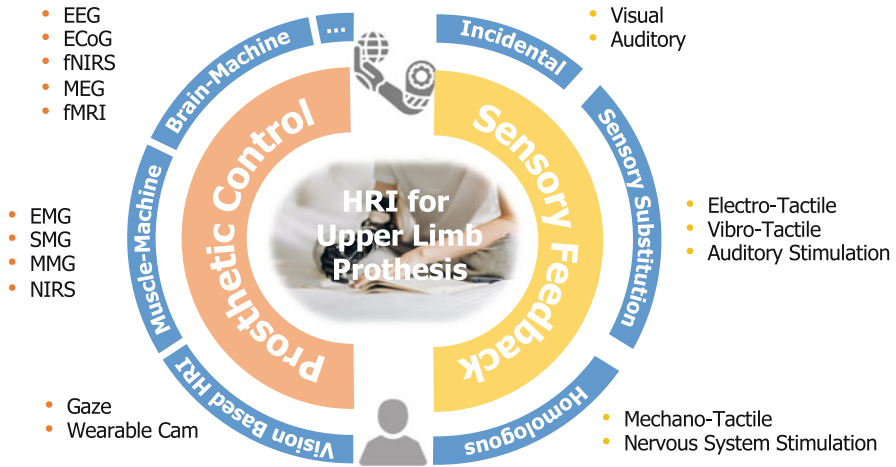 HRI for
Upper Limb
Prothesis
Prosthetic Control
...
Brain-Machine
EEG
ECoG
fNIRS
MEG
fMRI
Muscle-Machine
EMG
SMG
MMG
NIRS
Vision Based HRI
Gaze
Wearable Cam
Sensory Feedback
Incidental
Visual
Auditory
Sensory Substitution
Electro-Tactile
Vibro-Tactile
Auditory Stimulation
Homologous
Mechano-Tactile
Nervous System Stimulation